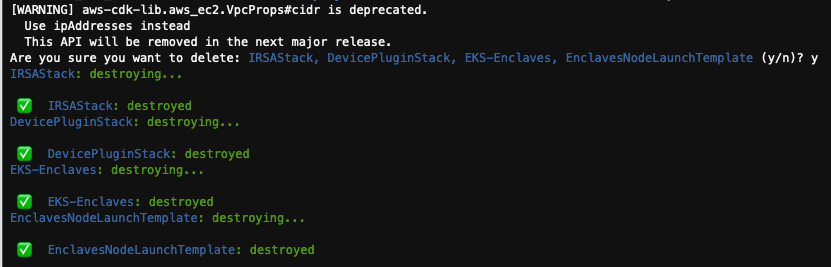 [WARNING] aws-cdk-lib.aws_ec2.VpcProps#cidr is deprecated.
Use ipAddresses instead
This API will be removed in the next major release.
Are you sure you want to delete: IRSAStack, DevicePluginStack, EKS-Enclaves, EnclavesNodeLaunchTemplate (y/n)? y
IRSAStack: destroying...
✅ IRSAStack: destroyed
DevicePluginStack: destroying...
✅ DevicePluginStack: destroyed
EKS-Enclaves: destroying...
✅ EKS-Enclaves: destroyed
EnclavesNodeLaunchTemplate: destroying...
✅ EnclavesNodeLaunchTemplate: destroyed